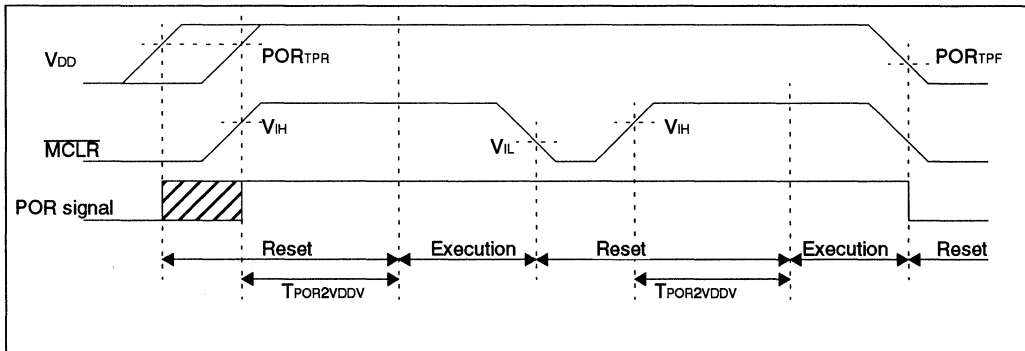 VDD
PORTPR
PORTPF
MCLR
VIH
VIL
VIH
POR signal
Reset
Execution
Reset
Execution
Reset
TPOR2VDDV
TPOR2VDDV